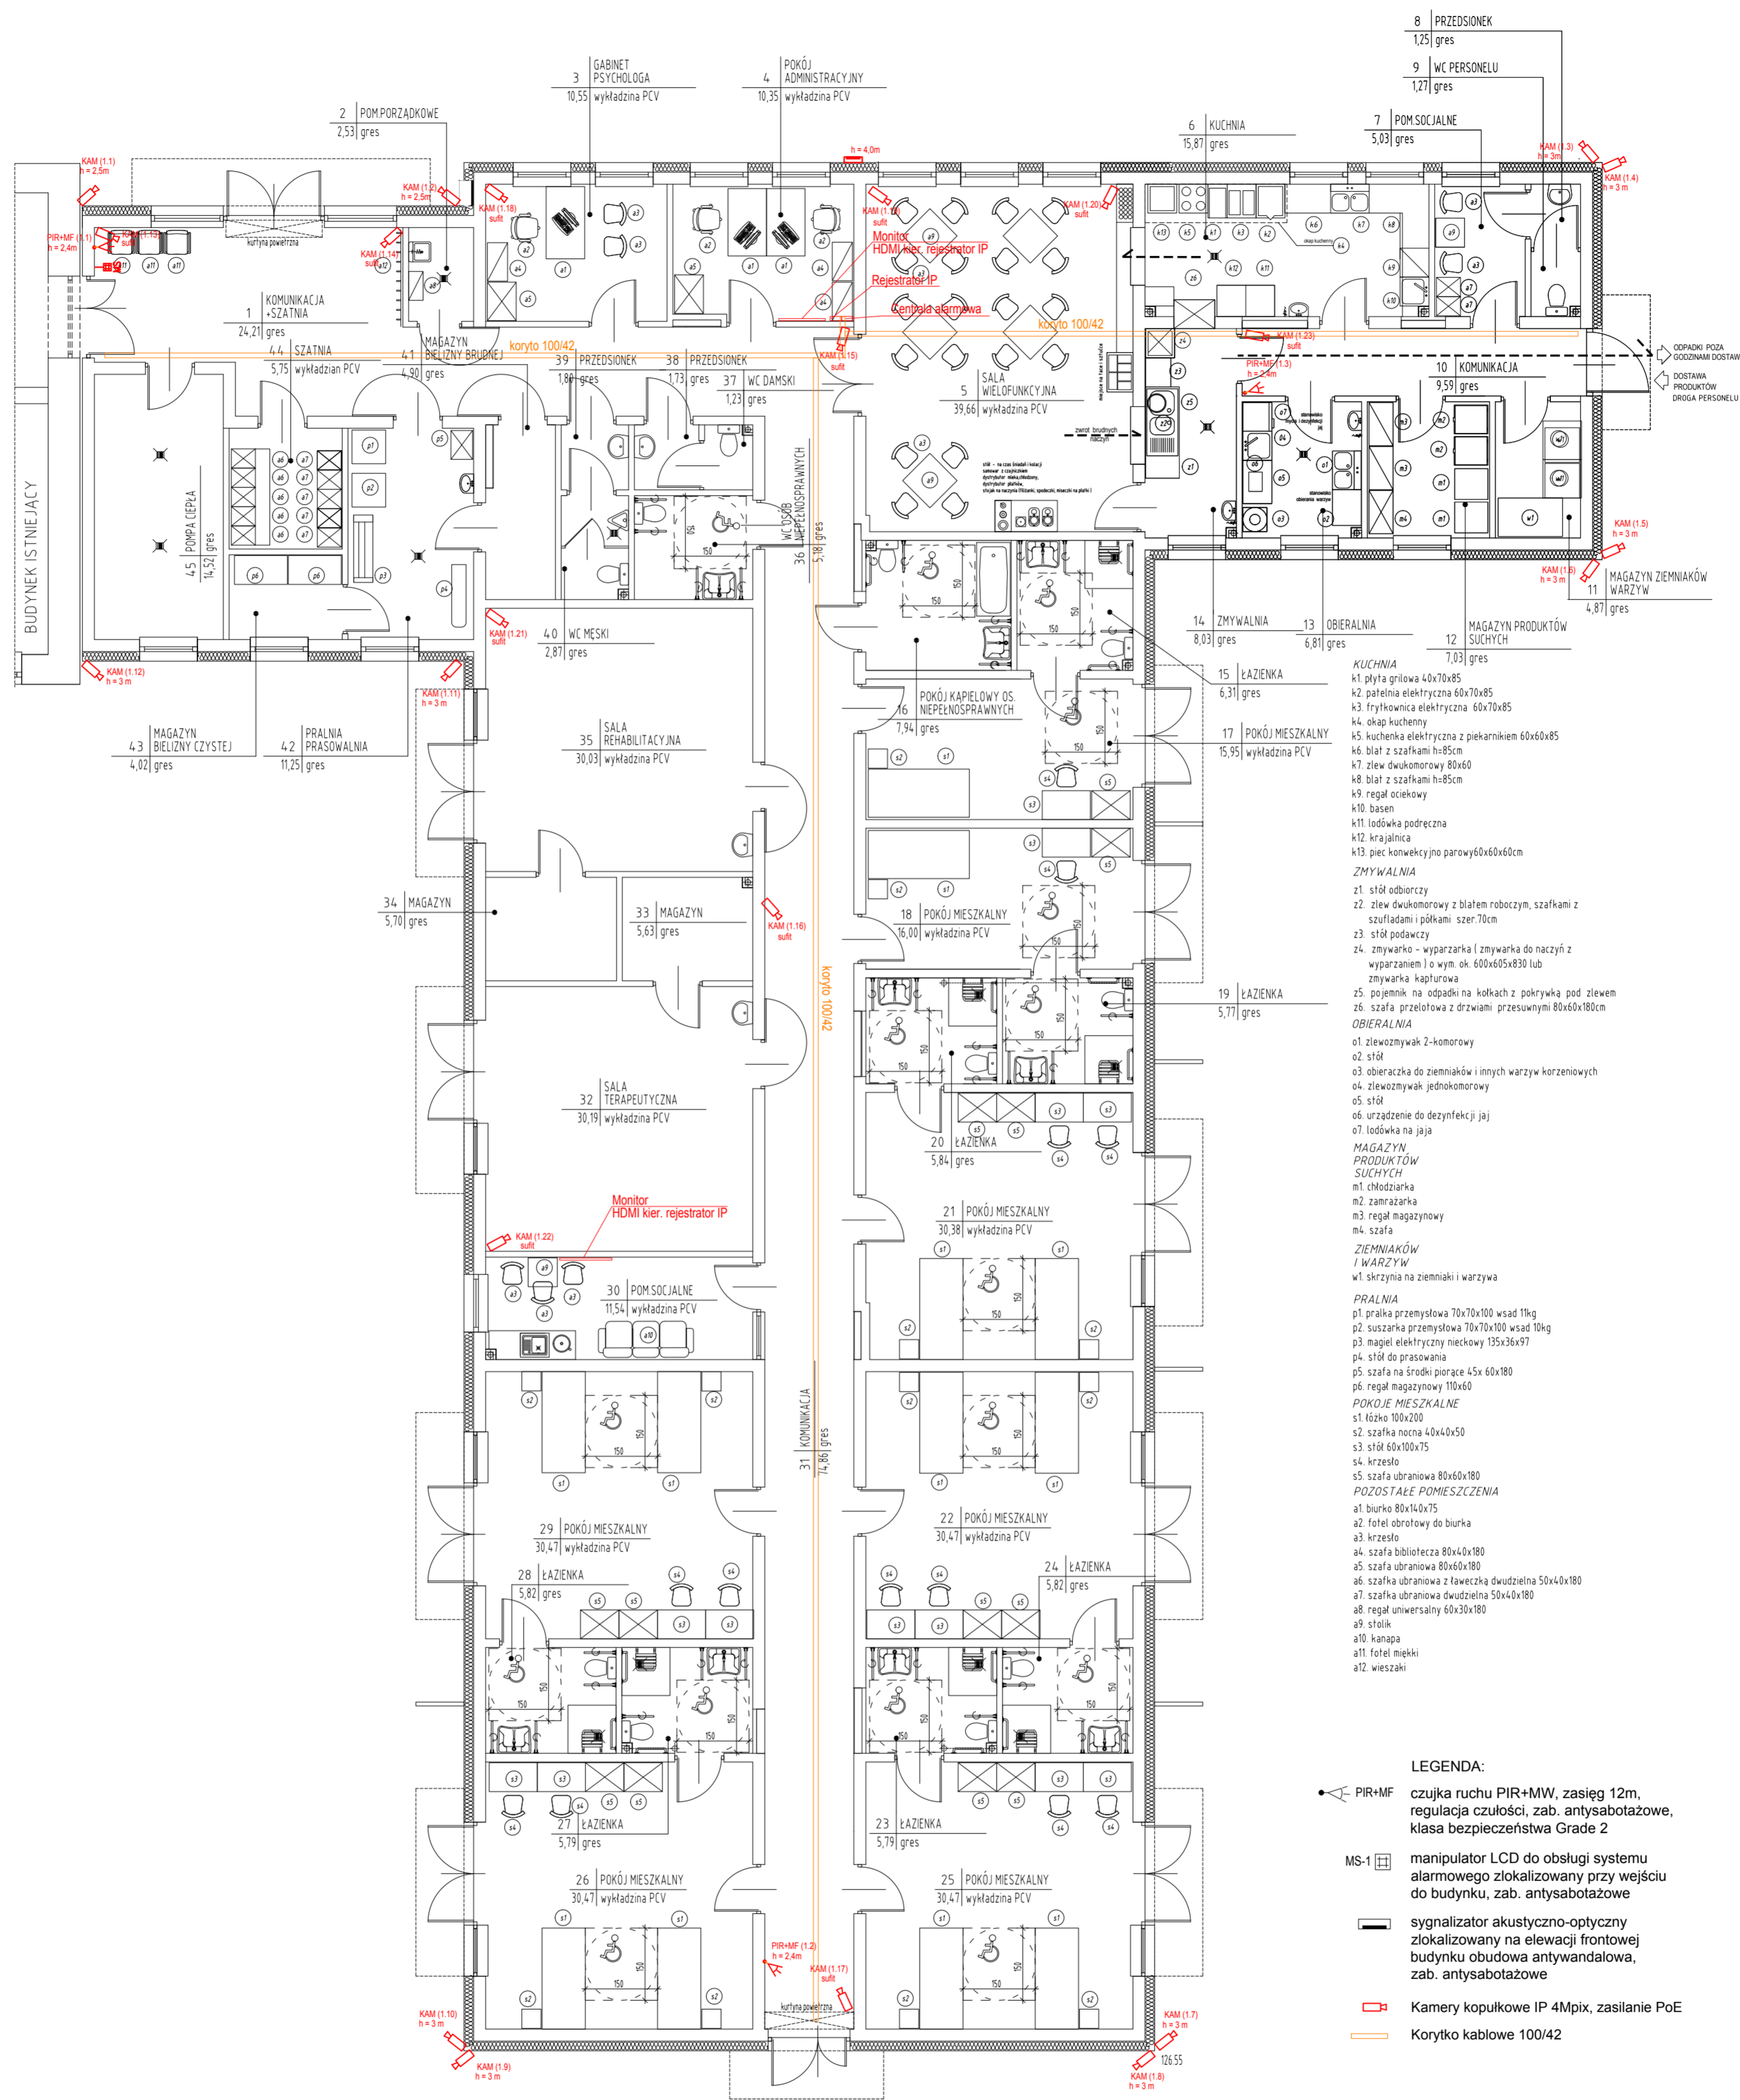 8 PRZEDSIONEK
1,25 gres
9 WC PERSONELU
1,27 gres
7 POM.SOCJALNE
5,03 gres
6 KUCHNIA
15,87 gres
3 GABINET
PSYCHOLOGA
10,55 wykładzina PCV
4 POKÓJ
ADMINISTRACYJNY
10,35 wykładzina PCV
2 POM.PORZĄDKOWE
2,53 gres
h = 4,0m
KAM (1.1)
h = 2,5m
KAM (1.2)
h = 2,5m
KAM (1.3)
h = 3m
KAM (1.4)
h = 3 m
KAM (1.18)
sufit
KAM (1.20)
sufit
PIR+MF (1.1)
h = 2,4m
KAM (1.13)
sufit
KAM (1.14)
sufit
kurtyna powietrzna
Monitor
HDMI kier. rejestrator IP
Rejestrator IP
Centrala alarmowa
okap kuchenny
1 KOMUNIKACJA
+SZATNIA
24,21 gres
44 SZATNIA
5,75 wykładzian PCV
41 MAGAZYN
BIELIZNY BRUDNEJ
4,90 gres
koryto 100/42
39 PRZEDSIONEK
1,80 gres
38 PRZEDSIONEK
1,73 gres
37 WC DAMSKI
1,23 gres
KAM (1.15)
sufit
koryto 100/42
KAM (1.23)
sufit
PIR+MF (1.3)
h = 2,4m
5 SALA
WIELOFUNKCYJNA
39,66 wykładzina PCV
10 KOMUNIKACJA
9,59 gres
ODPADKI POZA
GODZINAMI DOSTAW
DOSTAWA
PRODUKTÓW
DROGA PERSONELU
zwrot brudnych
naczyń
stół - na czas śniadań i kolacji
samowar z czajniczkiem
dystrybutor mleka,chłodzony,
dystrybutor płatków,
stojak na naczynia (filiżanki, spodeczki, miseczki na płatki )
stanowisko
mycia i dezynfekcji
jaj
stanowisko
obierania warzyw
BUDYNEK ISTNIEJĄCY
45 POMPA CIEPŁA
14,52 gres
36 WC OSÓB
NIEPEŁNOSPRAWNYCH
5,18 gres
KAM (1.5)
h = 3 m
KAM (1.6)
h = 3 m
11 MAGAZYN ZIEMNIAKÓW
WARZYW
4,87 gres
14 ZMYWALNIA
8,03 gres
13 OBIERALNIA
6,81 gres
12 MAGAZYN PRODUKTÓW
SUCHYCH
7,03 gres
KAM (1.21)
sufit
40 WC MĘSKI
2,87 gres
KAM (1.12)
h = 3 m
KAM (1.11)
h = 3 m
43 MAGAZYN
BIELIZNY CZYSTEJ
4,02 gres
42 PRALNIA
PRASOWALNIA
11,25 gres
15 ŁAZIENKA
6,31 gres
16 POKÓJ KĄPIELOWY OS.
NIEPEŁNOSPRAWNYCH
7,94 gres
17 POKÓJ MIESZKALNY
15,95 wykładzina PCV
35 SALA
REHABILITACYJNA
30,03 wykładzina PCV
34 MAGAZYN
5,70 gres
33 MAGAZYN
5,63 gres
KAM (1.16)
sufit
18 POKÓJ MIESZKALNY
16,00 wykładzina PCV
koryto 100/42
19 ŁAZIENKA
5,77 gres
32 SALA
TERAPEUTYCZNA
30,19 wykładzina PCV
20 ŁAZIENKA
5,84 gres
Monitor
HDMI kier. rejestrator IP
KAM (1.22)
sufit
21 POKÓJ MIESZKALNY
30,38 wykładzina PCV
30 POM.SOCJALNE
11,54 wykładzina PCV
31 KOMUNIKACJA
74,86 gres
29 POKÓJ MIESZKALNY
30,47 wykładzina PCV
22 POKÓJ MIESZKALNY
30,47 wykładzina PCV
28 ŁAZIENKA
5,82 gres
24 ŁAZIENKA
5,82 gres
27 ŁAZIENKA
5,79 gres
23 ŁAZIENKA
5,79 gres
26 POKÓJ MIESZKALNY
30,47 wykładzina PCV
25 POKÓJ MIESZKALNY
30,47 wykładzina PCV
PIR+MF (1.2)
h = 2,4m
KAM (1.17)
sufit
kurtyna powietrzna
KAM (1.10)
h = 3 m
KAM (1.9)
h = 3 m
KAM (1.7)
h = 3 m
126.55
KAM (1.8)
h = 3 m
KUCHNIA
k1. płyta grilowa 40x70x85
k2. patelnia elektryczna 60x70x85
k3. frytkownica elektryczna 60x70x85
k4. okap kuchenny
k5. kuchenka elektryczna z piekarnikiem 60x60x85
k6. blat z szafkami h=85cm
k7. zlew dwukomorowy 80x60
k8. blat z szafkami h=85cm
k9. regał ociekowy
k10. basen
k11. lodówka podręczna
k12. krajalnica
k13. piec konwekcyjno parowy60x60x60cm
ZMYWALNIA
z1. stół odbiorczy
z2. zlew dwukomorowy z blatem roboczym, szafkami z
szufladami i półkami szer.70cm
z3. stół podawczy
z4. zmywarko - wyparzarka ( zmywarka do naczyń z
wyparzaniem ) o wym. ok. 600x605x830 lub
zmywarka kapturowa
z5. pojemnik na odpadki na kółkach z pokrywką pod zlewem
z6. szafa przelotowa z drzwiami przesuwnymi 80x60x180cm
OBIERALNIA
o1. zlewozmywak 2-komorowy
o2. stół
o3. obieraczka do ziemniaków i innych warzyw korzeniowych
o4. zlewozmywak jednokomorowy
o5. stół
o6. urządzenie do dezynfekcji jaj
o7. lodówka na jaja
MAGAZYN
PRODUKTÓW
SUCHYCH
m1. chłodziarka
m2. zamrażarka
m3. regał magazynowy
m4. szafa
ZIEMNIAKÓW
I WARZYW
w1. skrzynia na ziemniaki i warzywa
PRALNIA
p1. pralka przemysłowa 70x70x100 wsad 11kg
p2. suszarka przemysłowa 70x70x100 wsad 10kg
p3. magiel elektryczny nieckowy 135x36x97
p4. stół do prasowania
p5. szafa na środki piorące 45x 60x180
p6. regał magazynowy 110x60
POKOJE MIESZKALNE
s1. łóżko 100x200
s2. szafka nocna 40x40x50
s3. stół 60x100x75
s4. krzesło
s5. szafa ubraniowa 80x60x180
POZOSTAŁE POMIESZCZENIA
a1. biurko 80x140x75
a2. fotel obrotowy do biurka
a3. krzesło
a4. szafa bibliotecza 80x40x180
a5. szafa ubraniowa 80x60x180
a6. szafka ubraniowa z ławeczką dwudzielna 50x40x180
a7. szafka ubraniowa dwudzielna 50x40x180
a8. regał uniwersalny 60x30x180
a9. stolik
a10. kanapa
a11. fotel miękki
a12. wieszaki
LEGENDA:
PIR+MF czujka ruchu PIR+MW, zasięg 12m,
regulacja czułości, zab. antysabotażowe,
klasa bezpieczeństwa Grade 2
MS-1 manipulator LCD do obsługi systemu
alarmowego zlokalizowany przy wejściu
do budynku, zab. antysabotażowe
sygnalizator akustyczno-optyczny
zlokalizowany na elewacji frontowej
budynku obudowa antywandalowa,
zab. antysabotażowe
Kamery kopułkowe IP 4Mpix, zasilanie PoE
Korytko kablowe 100/42